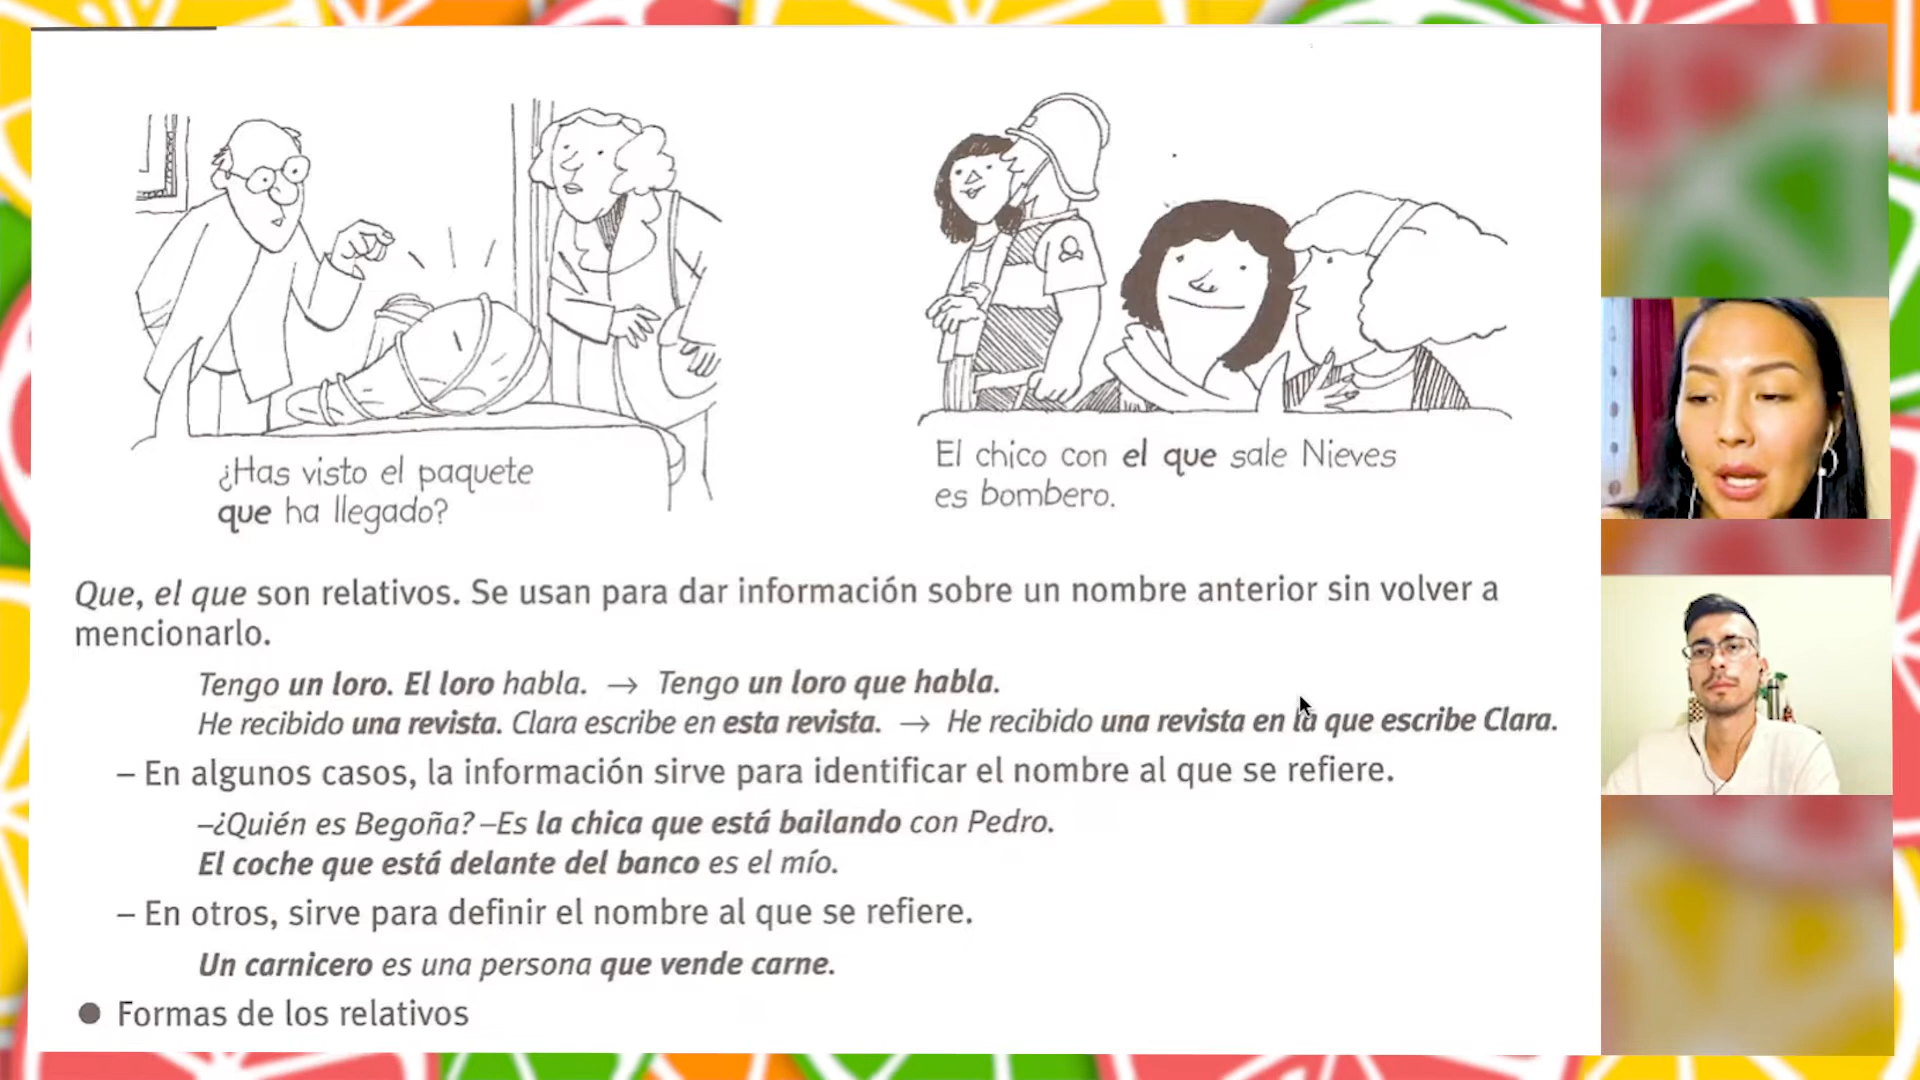 ¿Has visto el paquete
que ha llegado?
El chico con el que sale Nieves
es bombero.
Que, el que son relativos. Se usan para dar información sobre un nombre anterior sin volver a
mencionarlo.
Tengo un loro. El loro habla. → Tengo un loro que habla.
He recibido una revista. Clara escribe en esta revista. → He recibido una revista en la que escribe Clara.
– En algunos casos, la información sirve para identificar el nombre al que se refiere.
–¿Quién es Begoña? –Es la chica que está bailando con Pedro.
El coche que está delante del banco es el mío.
– En otros, sirve para definir el nombre al que se refiere.
Un carnicero es una persona que vende carne.
● Formas de los relativos